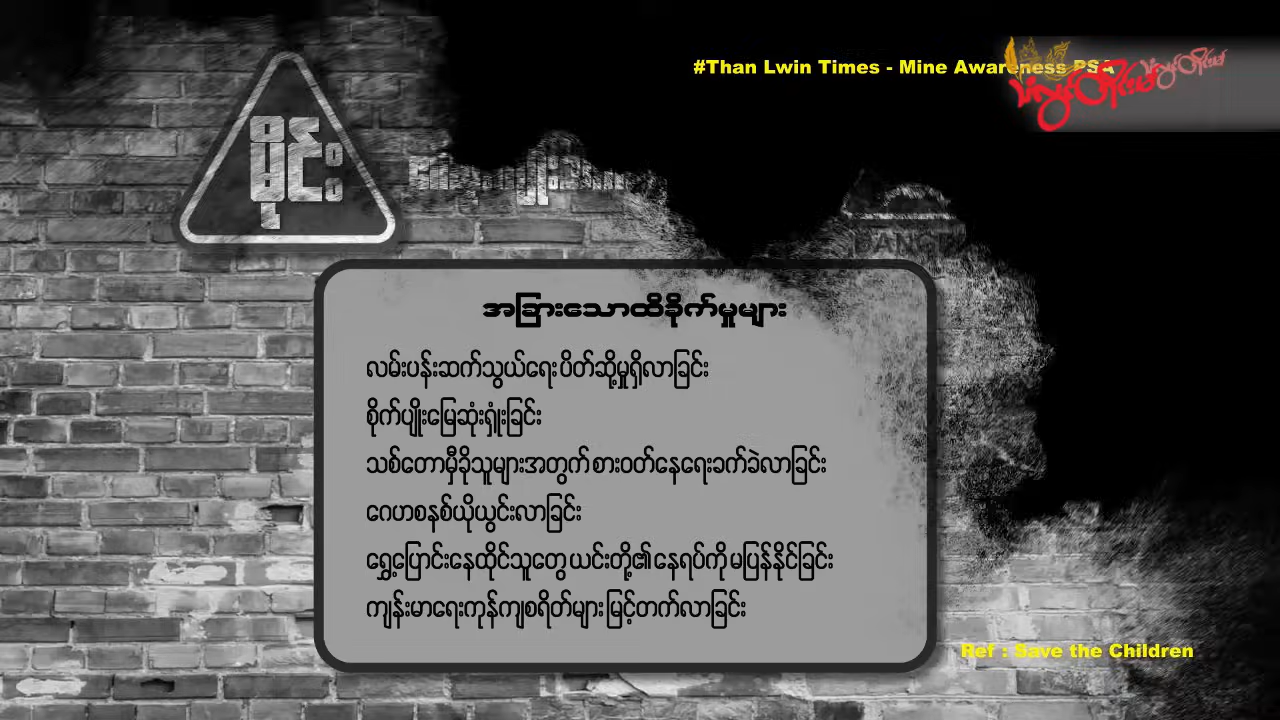 #Than Lwin Times - Mine Awareness PSA
မိုင်း
အခြားသောထိခိုက်မှုများ
လမ်းပန်းဆက်သွယ်ရေး ပိတ်ဆို့မှုရှိလာခြင်း
စိုက်ပျိုးမြေဆုံးရှုံးခြင်း
သစ်တောမှီခိုသူများအတွက် စားဝတ်နေရေးခက်ခဲလာခြင်း
ဂေဟစနစ်ယိုယွင်းလာခြင်း
ရွှေ့ပြောင်းနေထိုင်သူတွေ ယင်းတို့၏ နေရပ်ကို မပြန်နိုင်ခြင်း
ကျန်းမာရေးကုန်ကျစရိတ်များ မြင့်တက်လာခြင်း
Ref : Save the Children